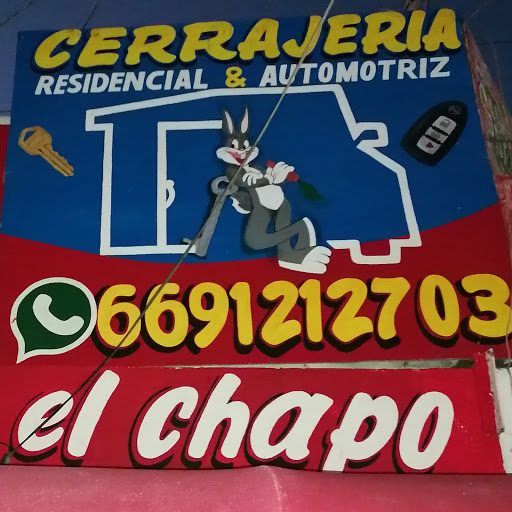 CERRAJERIA
RESIDENCIAL & AUTOMOTRIZ
6691212703
el chapo